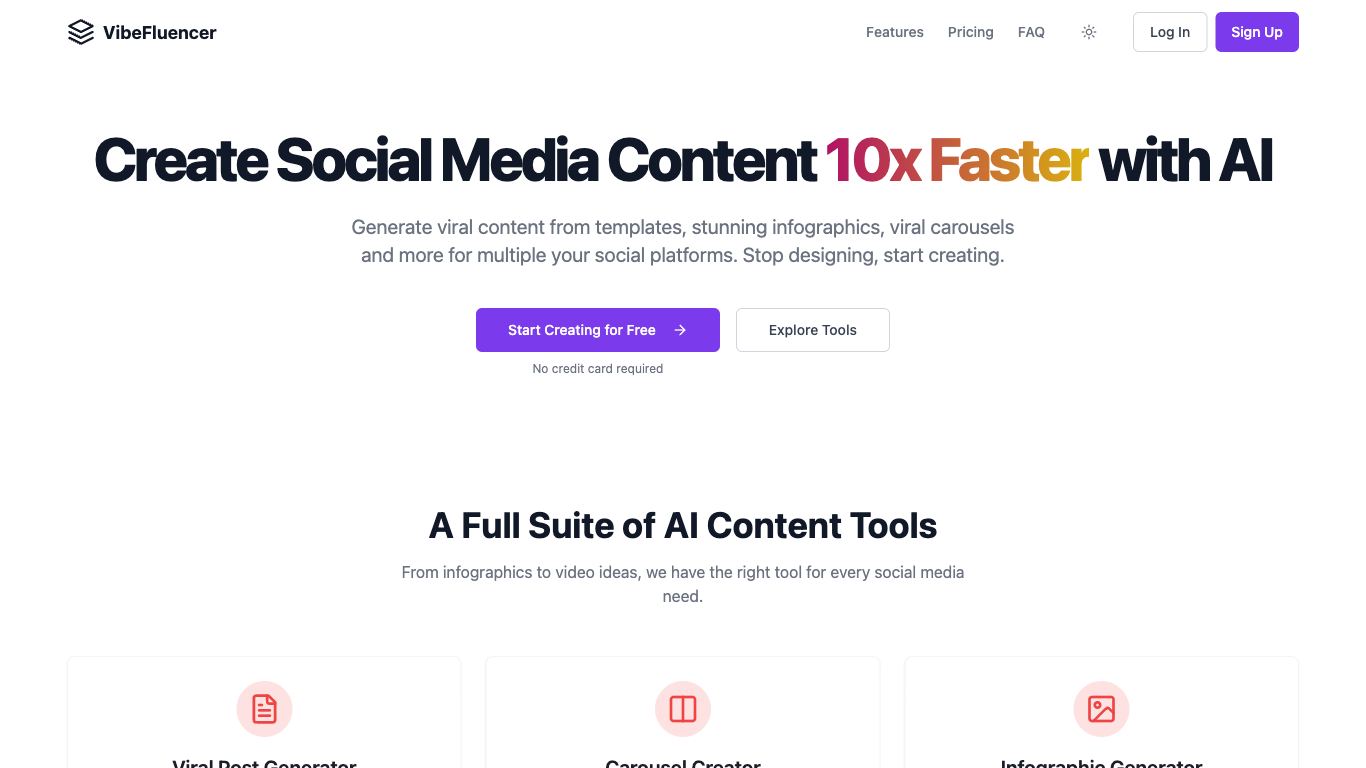 VibeFluencer
Features
Pricing
FAQ
Log In
Sign Up
Create Social Media Content 10x Faster with AI
Generate viral content from templates, stunning infographics, viral carousels
and more for multiple your social platforms. Stop designing, start creating.
Start Creating for Free
Explore Tools
No credit card required
A Full Suite of AI Content Tools
From infographics to video ideas, we have the right tool for every social media
need.
Viral Post Generator
Carousel Creator
Infographic Generator